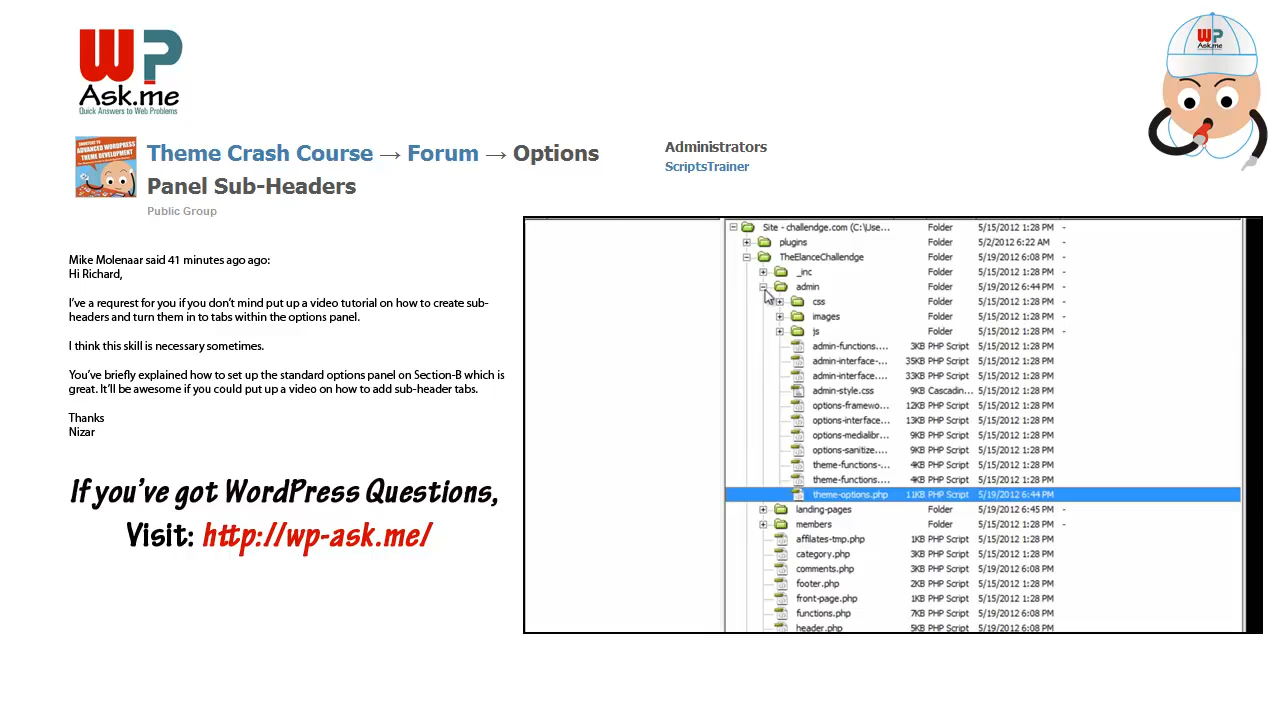 WP
Ask.me
Quick Answers to Web Problems
WP
Ask.me
Theme Crash Course → Forum → Options
Panel Sub-Headers
Public Group
Administrators
ScriptsTrainer
ADVANCED WORDPRESS
THEME DEVELOPMENT
Mike Molenaar said 41 minutes ago ago:
Hi Richard,
I've a requrest for you if you don't mind put up a video tutorial on how to create sub-
headers and turn them in to tabs within the options panel.
I think this skill is necessary sometimes.
You've briefly explained how to set up the standard options panel on Section-B which is
great. It'll be awesome if you could put up a video on how to add sub-header tabs.
Thanks
Nizar
If you've got WordPress Questions,
Visit: http://wp-ask.me/
Site - challendge.com (C:\Use... Folder 5/15/2012 1:28 PM -
plugins Folder 5/2/2012 6:22 AM -
TheElanceChallendge Folder 5/19/2012 6:08 PM -
_inc Folder 5/15/2012 1:28 PM -
admin Folder 5/19/2012 6:44 PM -
css Folder 5/15/2012 1:28 PM -
images Folder 5/15/2012 1:28 PM -
js Folder 5/15/2012 1:28 PM -
admin-functions.... 3KB PHP Script 5/15/2012 1:28 PM
admin-interface-... 35KB PHP Script 5/15/2012 1:28 PM
admin-interface.... 33KB PHP Script 5/15/2012 1:28 PM
admin-style.css 9KB Cascadin... 5/15/2012 1:28 PM
options-framewo... 12KB PHP Script 5/15/2012 1:28 PM
options-interface... 13KB PHP Script 5/15/2012 1:28 PM
options-medialibr... 9KB PHP Script 5/15/2012 1:28 PM
options-sanitize.... 9KB PHP Script 5/15/2012 1:28 PM
theme-functions-... 4KB PHP Script 5/15/2012 1:28 PM
theme-functions.... 4KB PHP Script 5/15/2012 1:28 PM
theme-options.php 11KB PHP Script 5/19/2012 6:44 PM
landing-pages Folder 5/19/2012 6:45 PM -
members Folder 5/15/2012 1:28 PM -
affilates-tmp.php 1KB PHP Script 5/15/2012 1:28 PM
category.php 3KB PHP Script 5/15/2012 1:28 PM
comments.php 3KB PHP Script 5/19/2012 6:08 PM
footer.php 2KB PHP Script 5/15/2012 1:28 PM
front-page.php 1KB PHP Script 5/15/2012 1:28 PM
functions.php 7KB PHP Script 5/19/2012 6:08 PM
header.php 5KB PHP Script 5/19/2012 6:08 PM